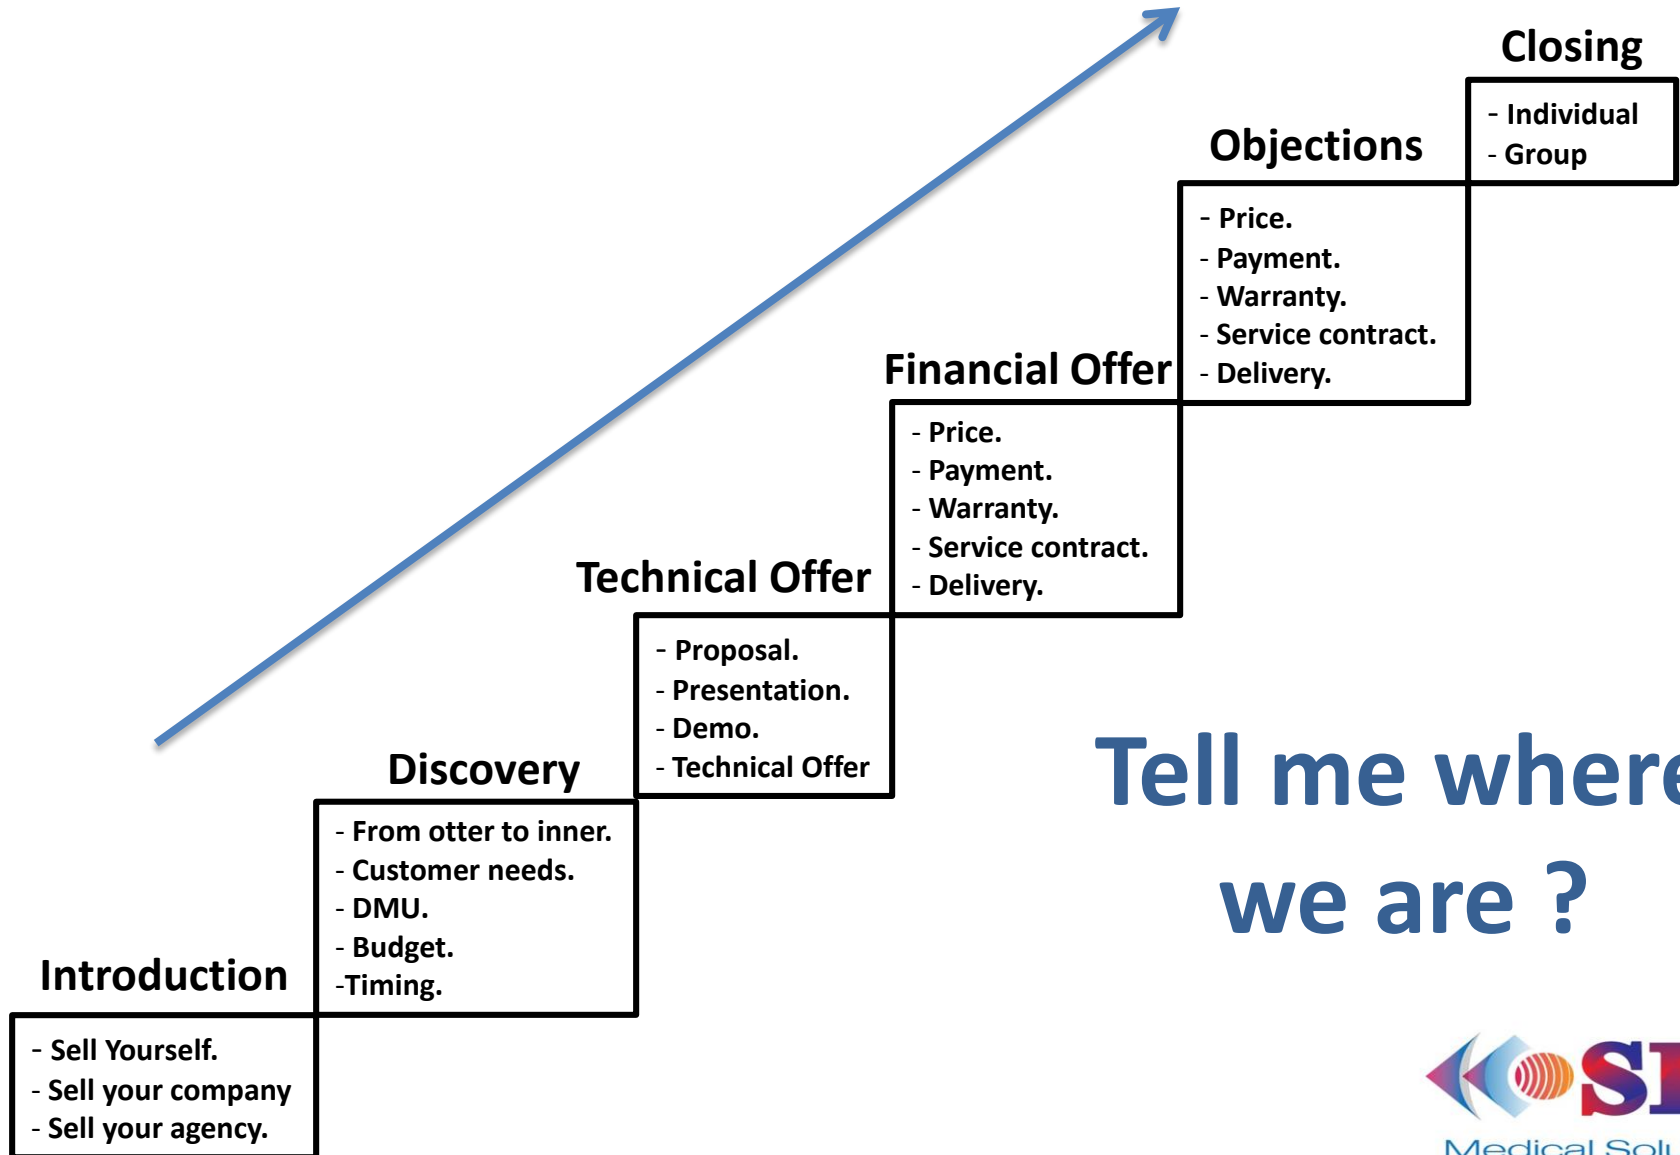 Closing
- Individual
- Group
Objections
- Price.
- Payment.
- Warranty.
- Service contract.
- Delivery.
Financial Offer
- Price.
- Payment.
- Warranty.
- Service contract.
- Delivery.
Technical Offer
- Proposal.
- Presentation.
- Demo.
- Technical Offer
Discovery
- From otter to inner.
- Customer needs.
- DMU.
- Budget.
-Timing.
Introduction
- Sell Yourself.
- Sell your company
- Sell your agency.
Tell me where
we are ?
Medical